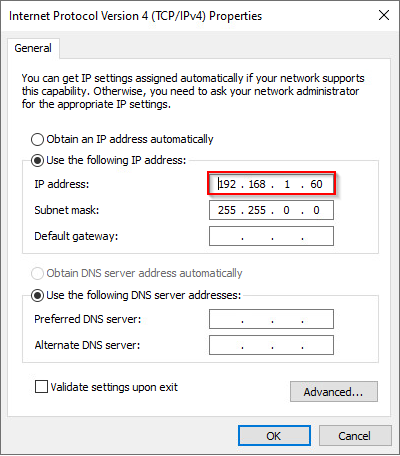 Internet Protocol Version 4 (TCP/IPv4) Properties
General
You can get IP settings assigned automatically if your network supports
this capability. Otherwise, you need to ask your network administrator
for the appropriate IP settings.
Obtain an IP address automatically
Use the following IP address:
IP address: 192 . 168 . 1 . 60
Subnet mask: 255 . 255 . 0 . 0
Default gateway: . . .
Obtain DNS server address automatically
Use the following DNS server addresses:
Preferred DNS server: . . .
Alternate DNS server: . . .
Validate settings upon exit
Advanced...
OK Cancel